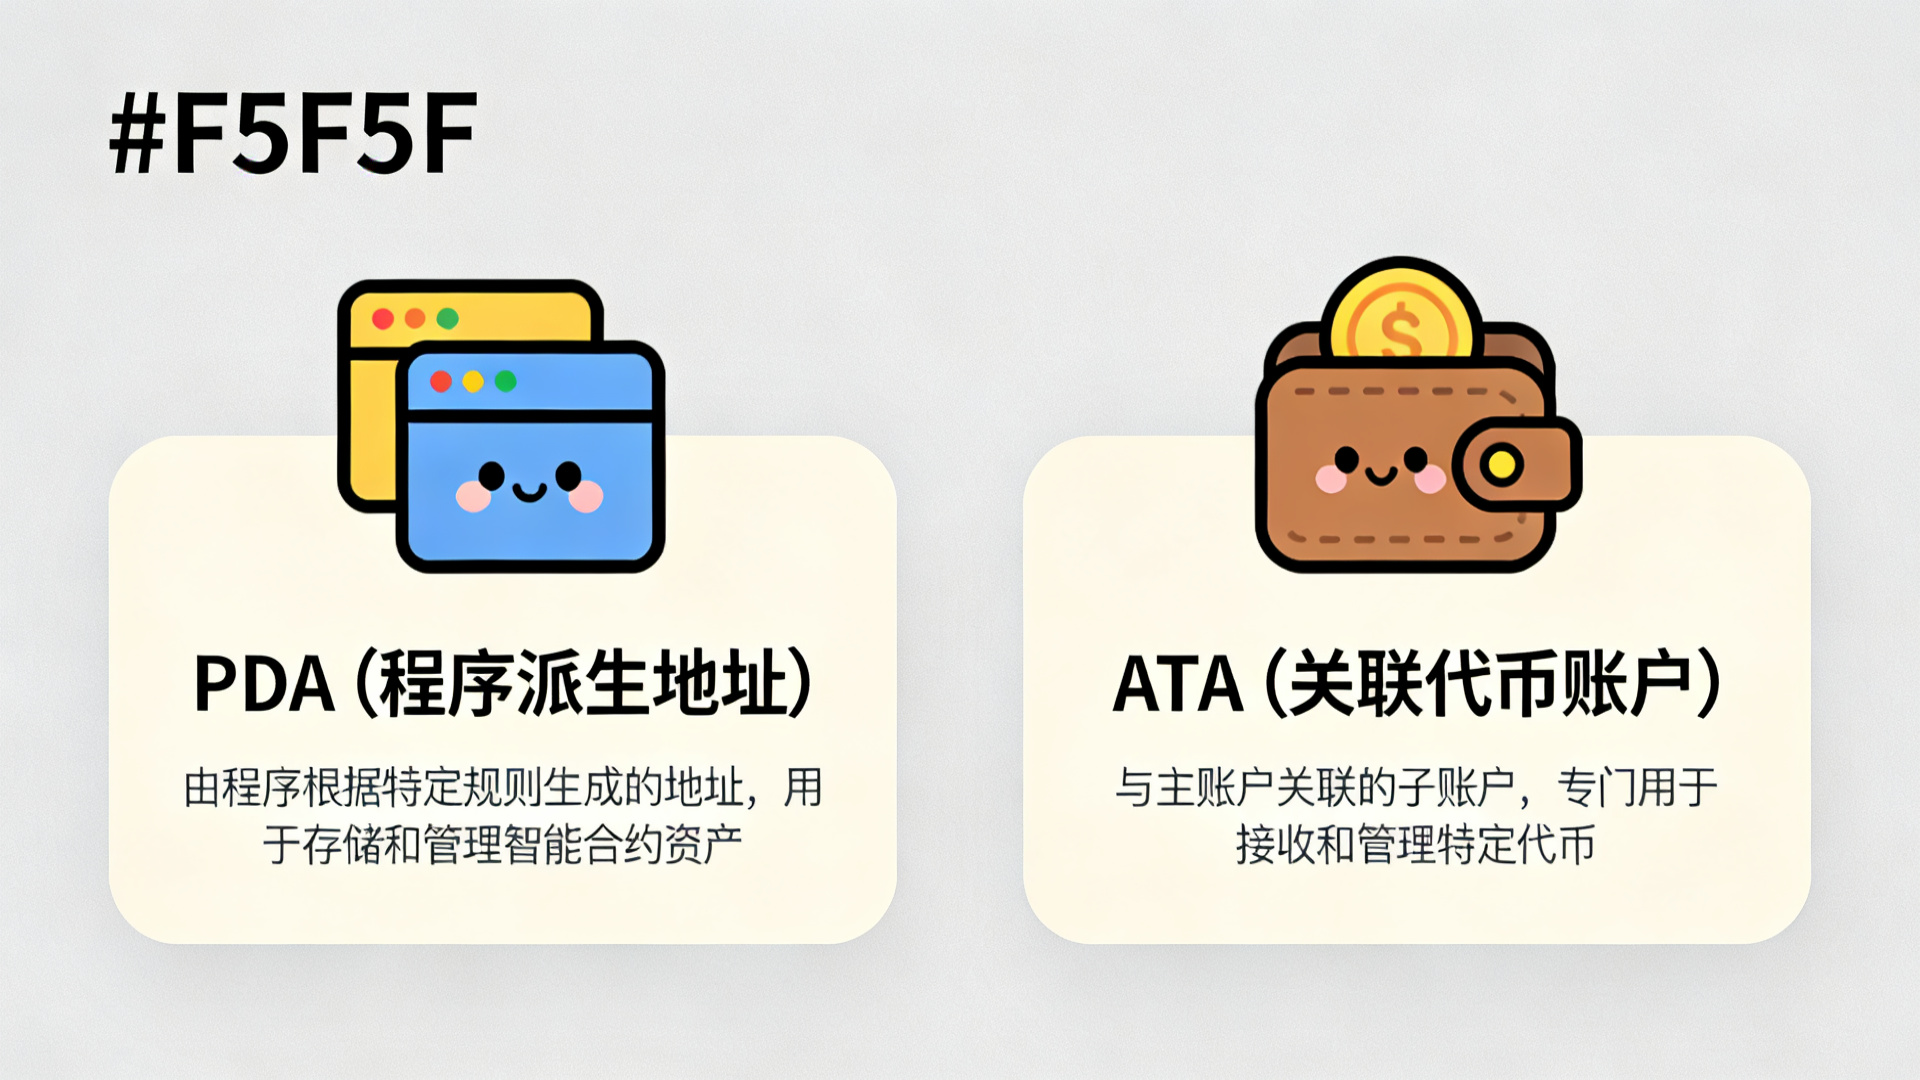 #F5F5F
PDA（程序派生地址）
由程序根据特定规则生成的地址，用
于存储和管理智能合约资产
ATA（关联代币账户）
与主账户关联的子账户，专门用于
接收和管理特定代币